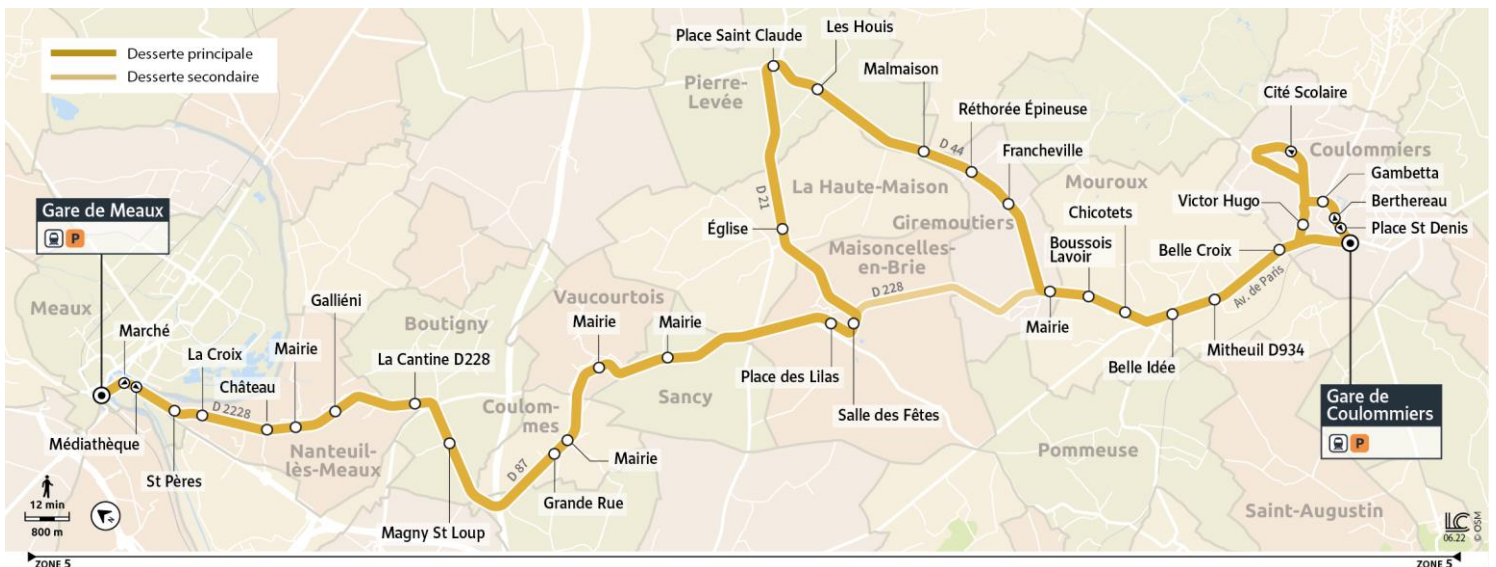 Desserte principale
Desserte secondaire
Place Saint Claude
Les Houis
Malmaison
Réthorée Épineuse
Francheville
Cité Scolaire
Pierre-
Levée
D 44
D 21
La Haute-Maison
Mouroux
Coulommiers
Gambetta
Berthereau
Place St Denis
Victor Hugo
Chicotets
Giremoutiers
Église
Boussois
Lavoir
Belle Croix
Maisoncelles-
en-Brie
D 228
Av. de Paris
Gare de Meaux
P
Meaux
Marché
La Croix
Mairie
Galliéni
Boutigny
La Cantine D228
Vaucourtois
Mairie
Mairie
Château
D 2228
Médiathèque
St Pères
Nanteuil-
lès-Meaux
Coulom-
mes
D 87
Sancy
Place des Lilas
Salle des Fêtes
Mairie
Belle Idée
Mitheuil D934
Mairie
Grande Rue
Magny St Loup
Pommeuse
Gare de
Coulommiers
P
Saint-Augustin
12 min
800 m
N
LC
06.22
© OSM
ZONE 5
ZONE 5